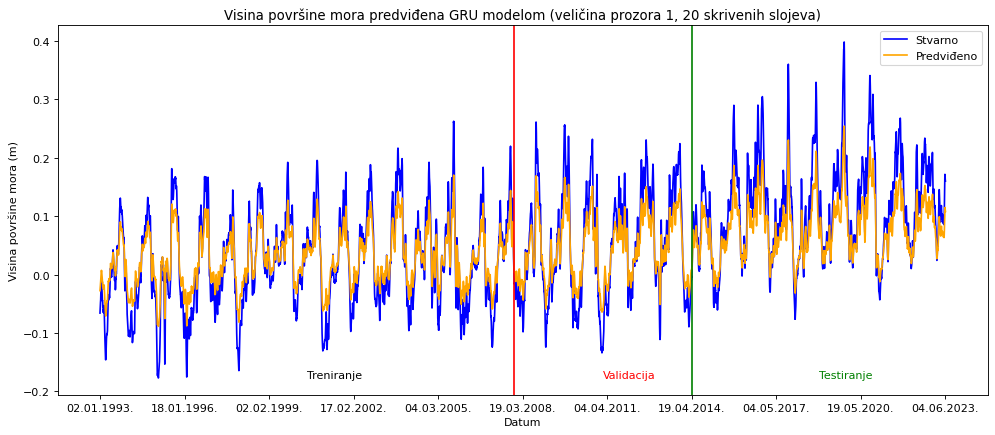 Visina površine mora predviđena GRU modelom (veličina prozora 1, 20 skrivenih slojeva)
Stvarno
Predviđeno
0.4
0.3
0.2
0.1
0.0
−0.1
−0.2
Visina površine mora (m)
Treniranje
Validacija
Testiranje
02.01.1993.
18.01.1996.
02.02.1999.
17.02.2002.
04.03.2005.
19.03.2008.
04.04.2011.
19.04.2014.
04.05.2017.
19.05.2020.
04.06.2023.
Datum